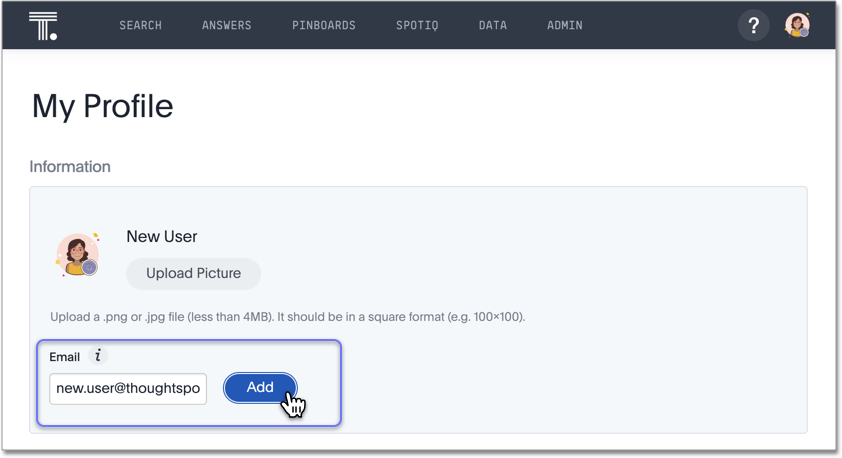 T. SEARCH ANSWERS PINBOARDS SPOTIQ DATA ADMIN ?
My Profile
Information
New User
Upload Picture
Upload a .png or .jpg file (less than 4MB). It should be in a square format (e.g. 100×100).
Email i
new.user@thoughtspo Add